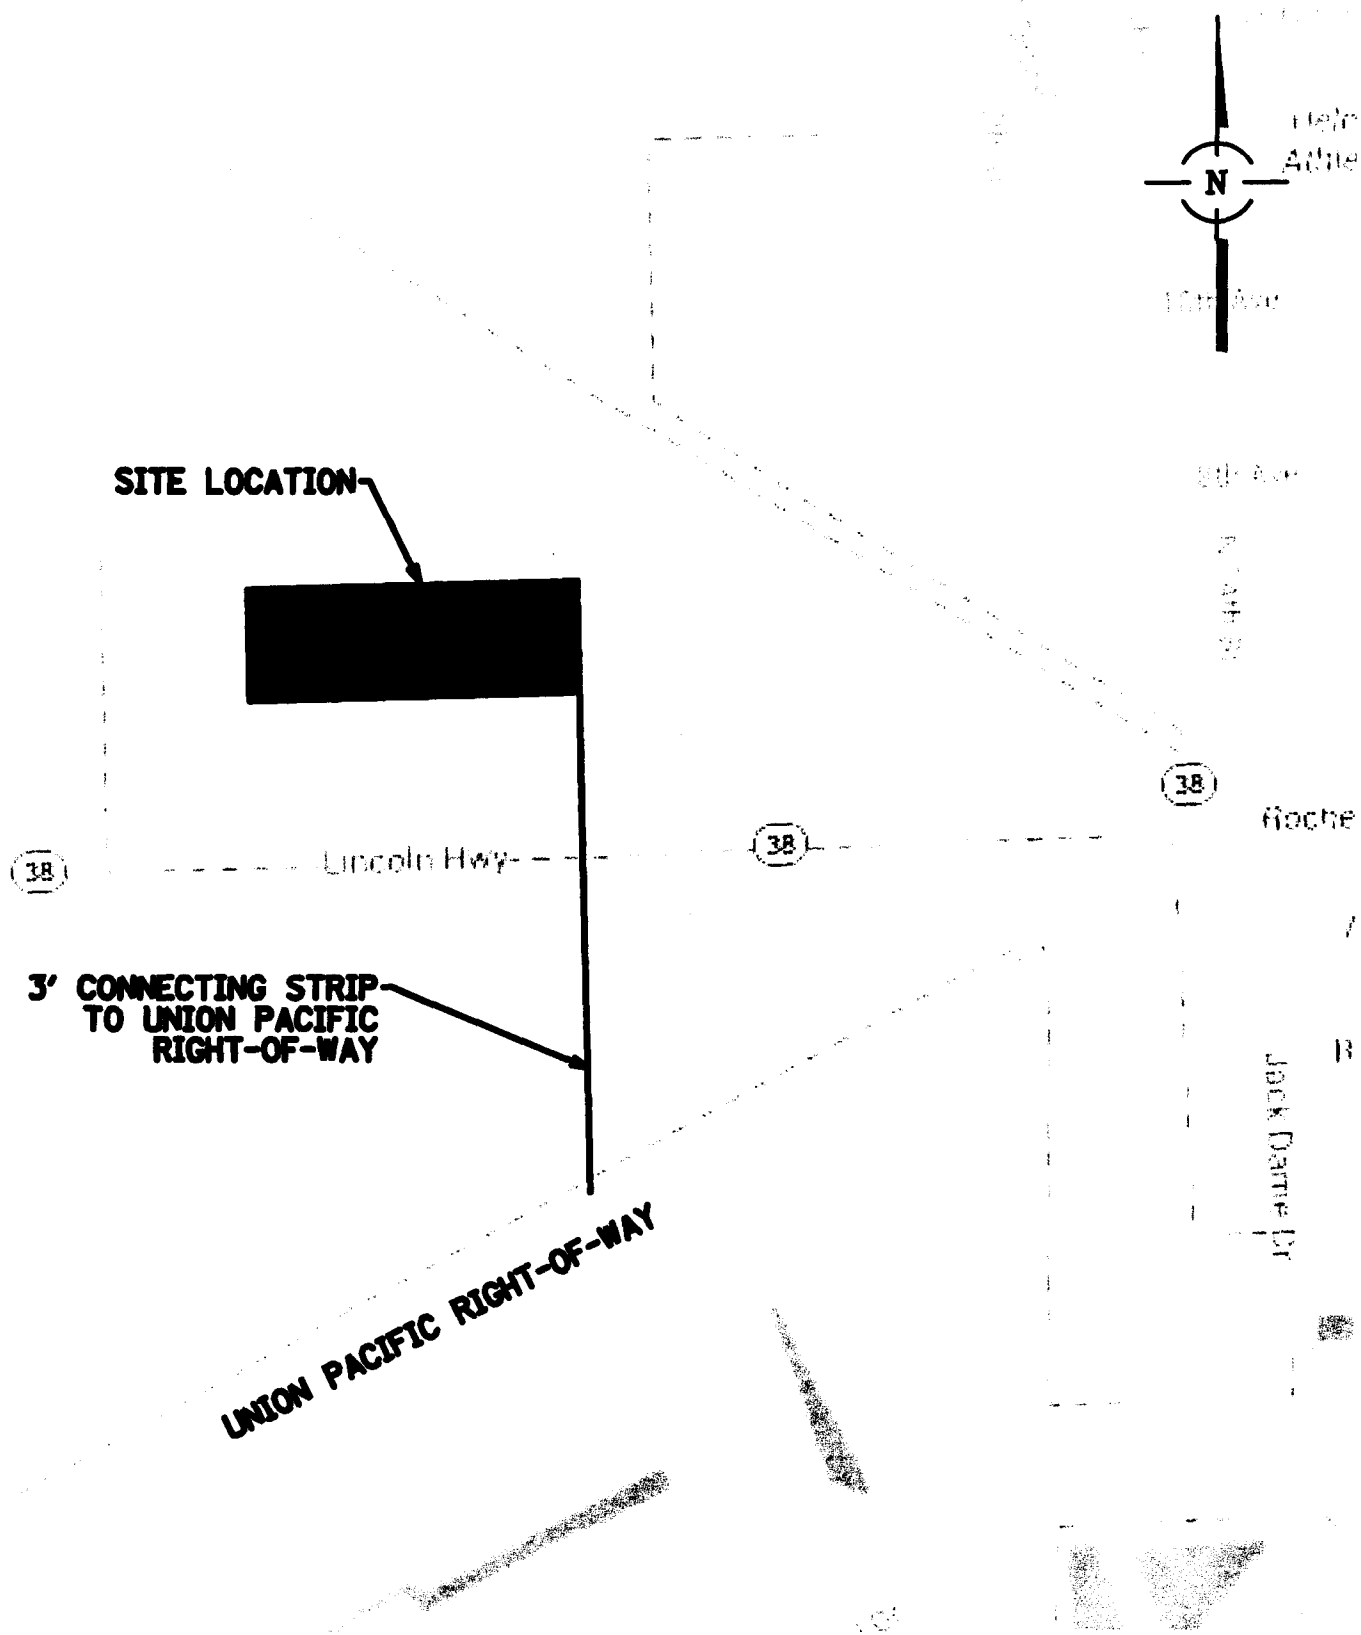 N
SITE LOCATION
38
38
Lincoln Hwy
38
3' CONNECTING STRIP
TO UNION PACIFIC
RIGHT-OF-WAY
Jack Dame Dr
UNION PACIFIC RIGHT-OF-WAY